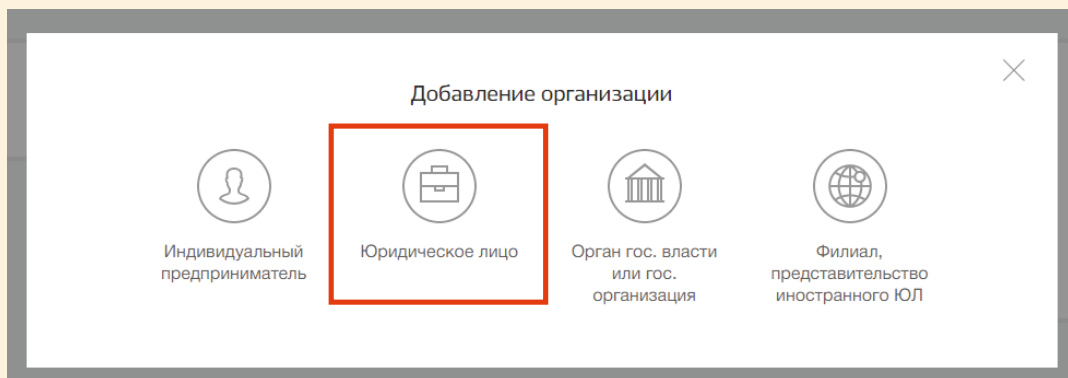 Добавление организации
Индивидуальный
предприниматель
Юридическое лицо
Орган гос. власти
или гос.
организация
Филиал,
представительство
иностранного ЮЛ